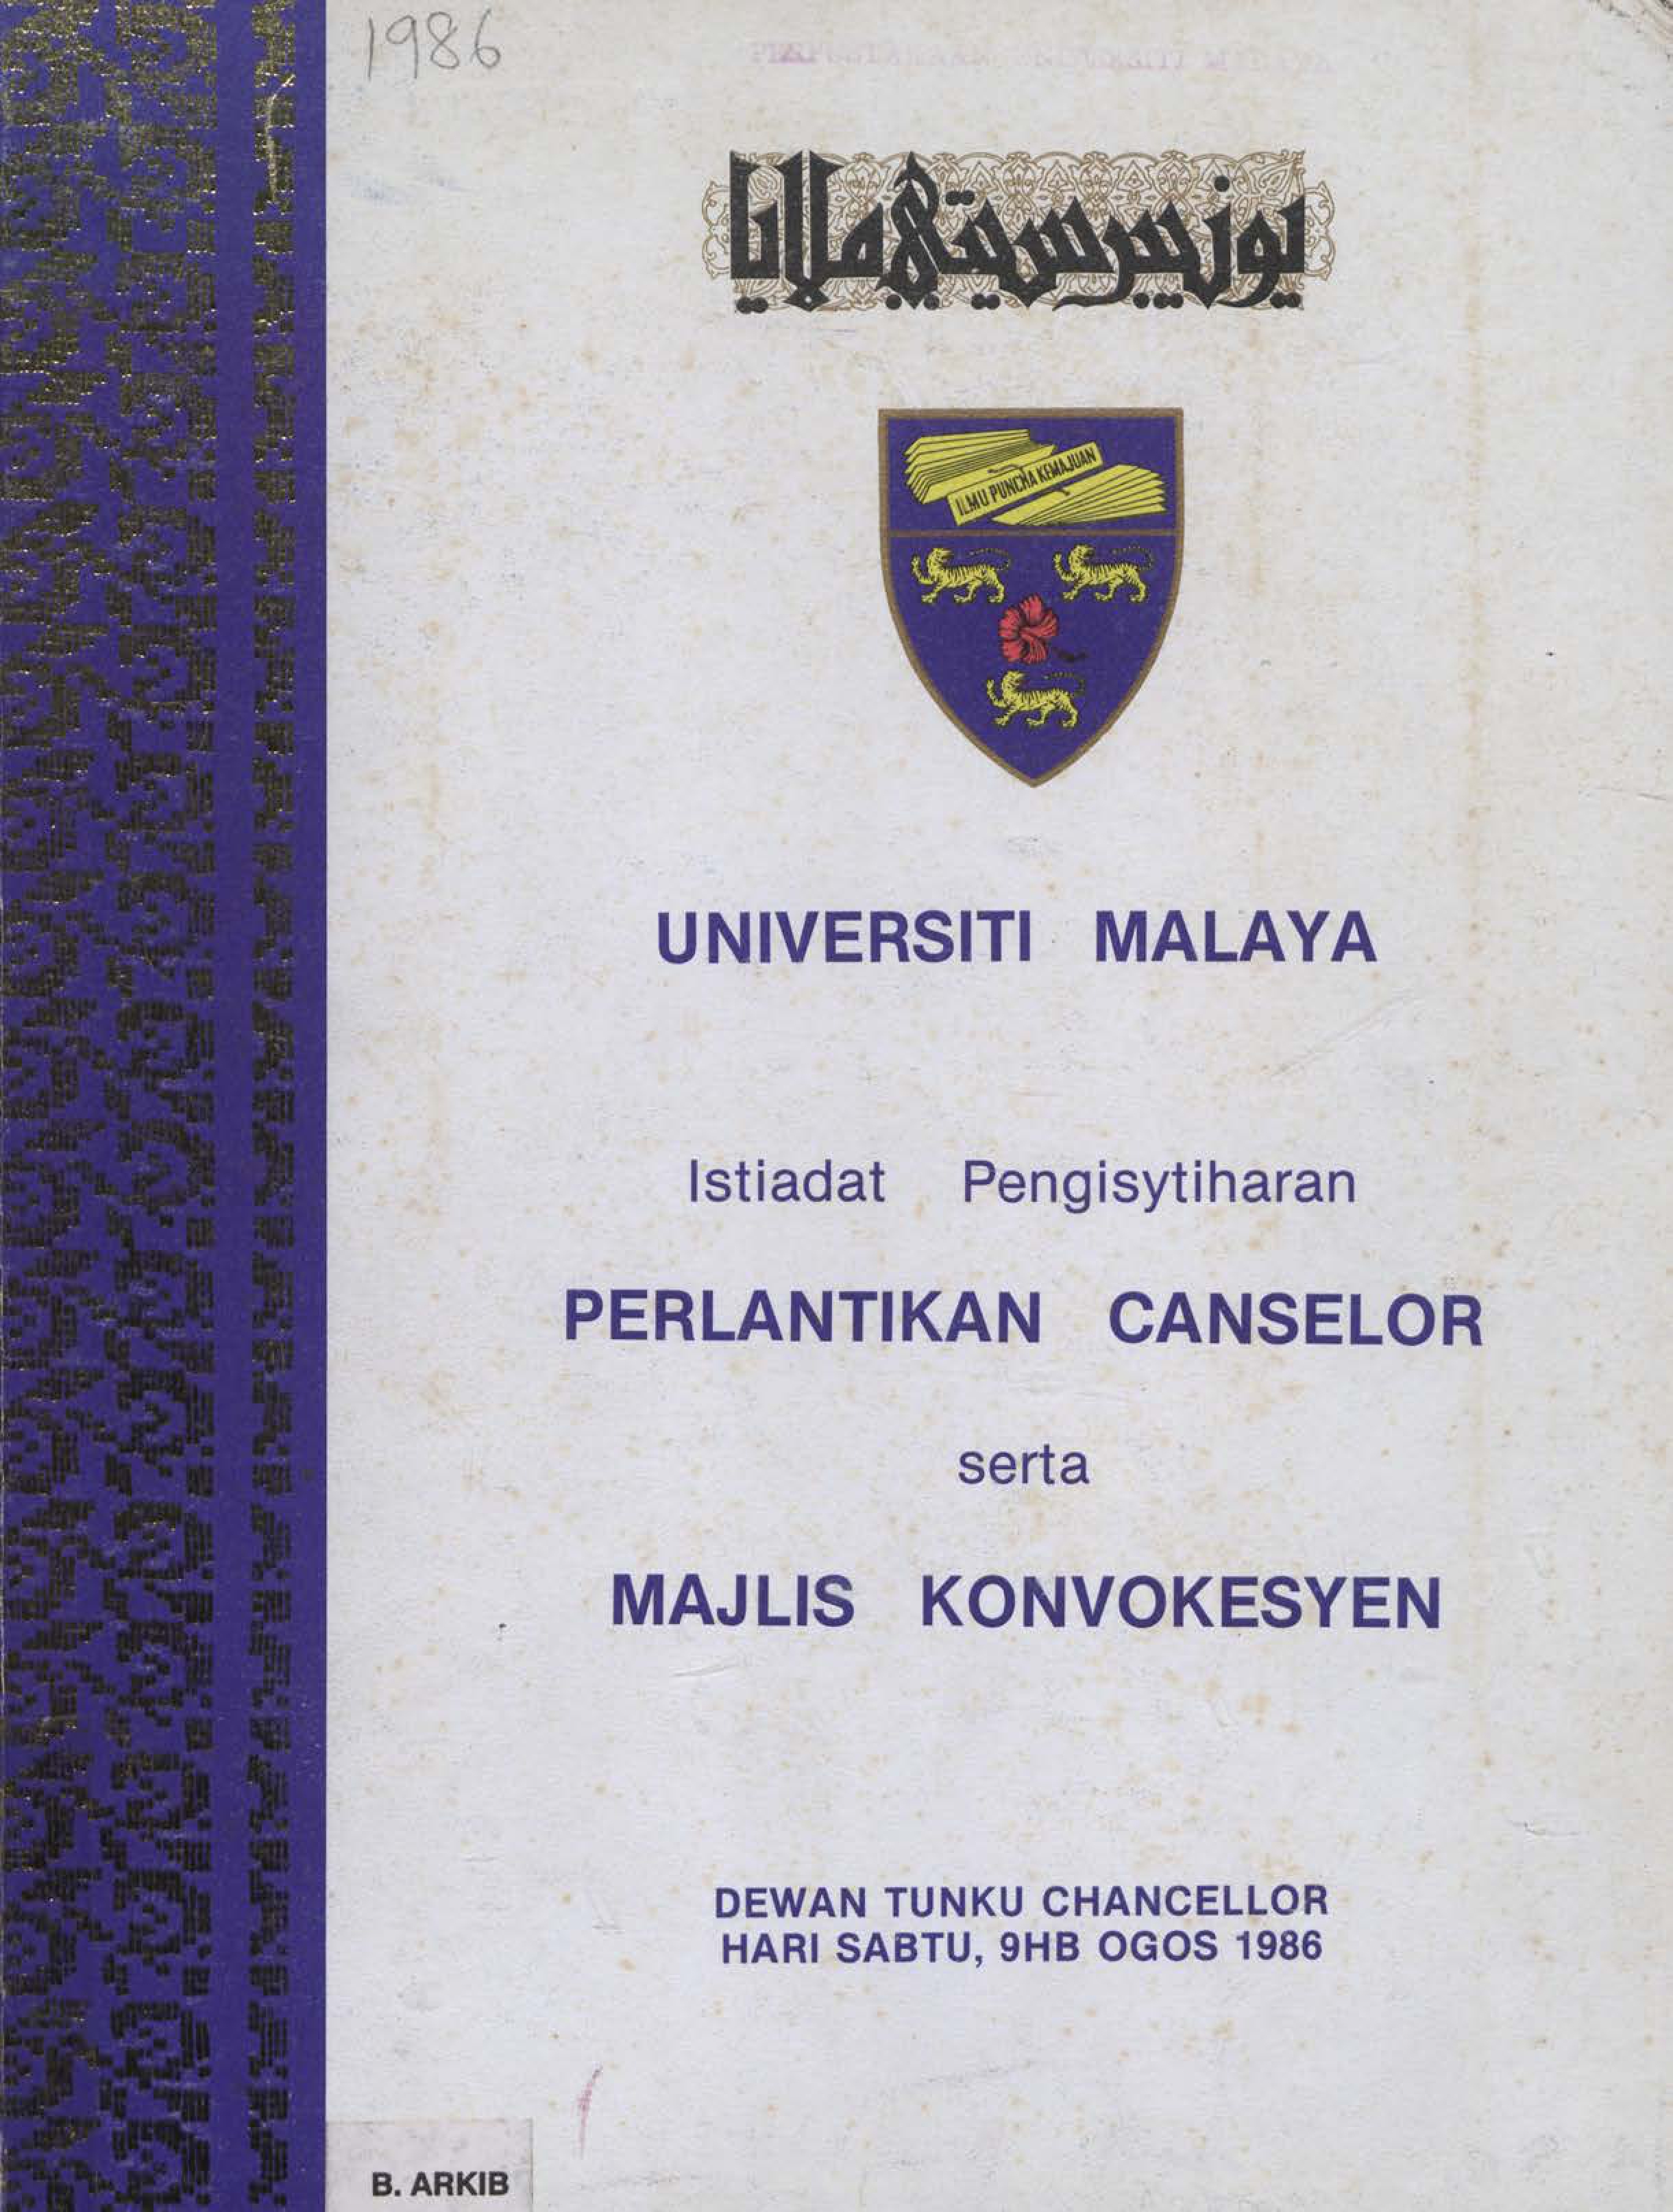 1986
يونيبرسيتي ملايا
ILMU PUNCHA KEMAJUAN
UNIVERSITI MALAYA
Istiadat Pengisytiharan
PERLANTIKAN CANSELOR
serta
MAJLIS KONVOKESYEN
DEWAN TUNKU CHANCELLOR
HARI SABTU, 9HB OGOS 1986
B. ARKIB